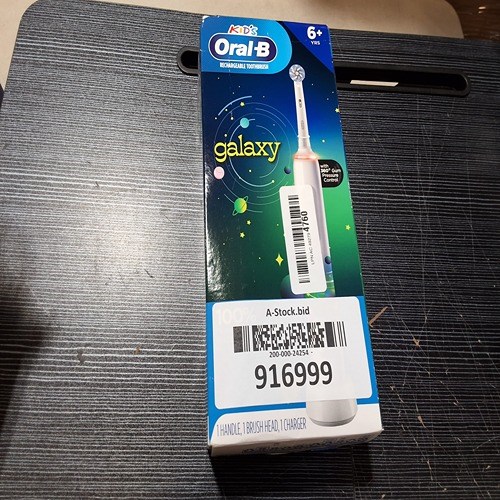 KiD's
Oral-B
RECHARGEABLE TOOTHBRUSH
6+
YRS
galaxy
with
360° Gum
Pressure
Control
4760
A-Stock.bid
200-000-24254 -
916999
1 HANDLE, 1 BRUSH HEAD, 1 CHARGER